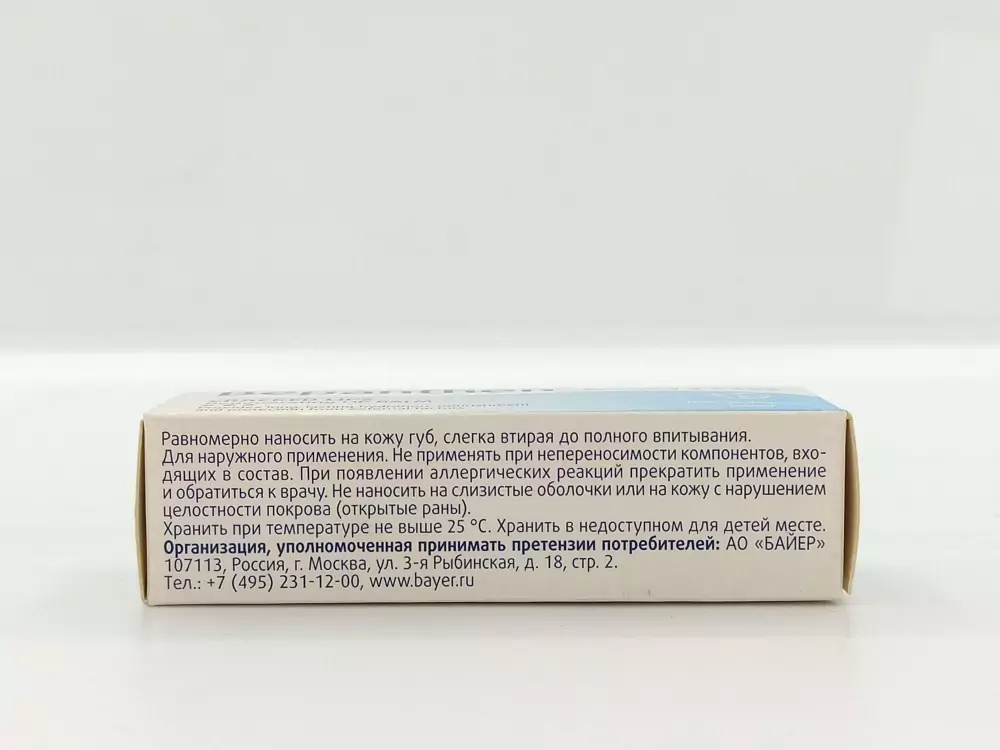 Bepanthen
Равномерно наносить на кожу губ, слегка втирая до полного впитывания.
Для наружного применения. Не применять при непереносимости компонентов, вхо-
дящих в состав. При появлении аллергических реакций прекратить применение
и обратиться к врачу. Не наносить на слизистые оболочки или на кожу с нарушением
целостности покрова (открытые раны).
Хранить при температуре не выше 25 °C. Хранить в недоступном для детей месте.
Организация, уполномоченная принимать претензии потребителей: АО «БАЙЕР»
107113, Россия, г. Москва, ул. 3-я Рыбинская, д. 18, стр. 2.
Тел.: +7 (495) 231-12-00, www.bayer.ru